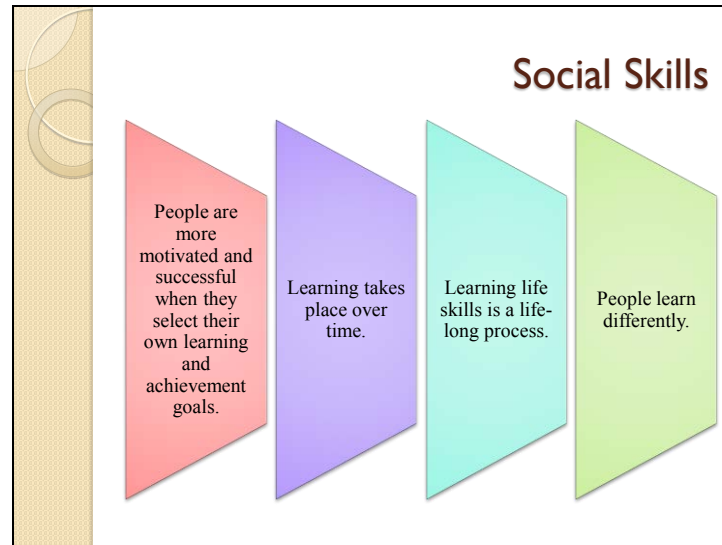 Social Skills
People are
more
motivated and
successful
when they
select their
own learning
and
achievement
goals.
Learning takes
place over
time.
Learning life
skills is a life-
long process.
People learn
differently.